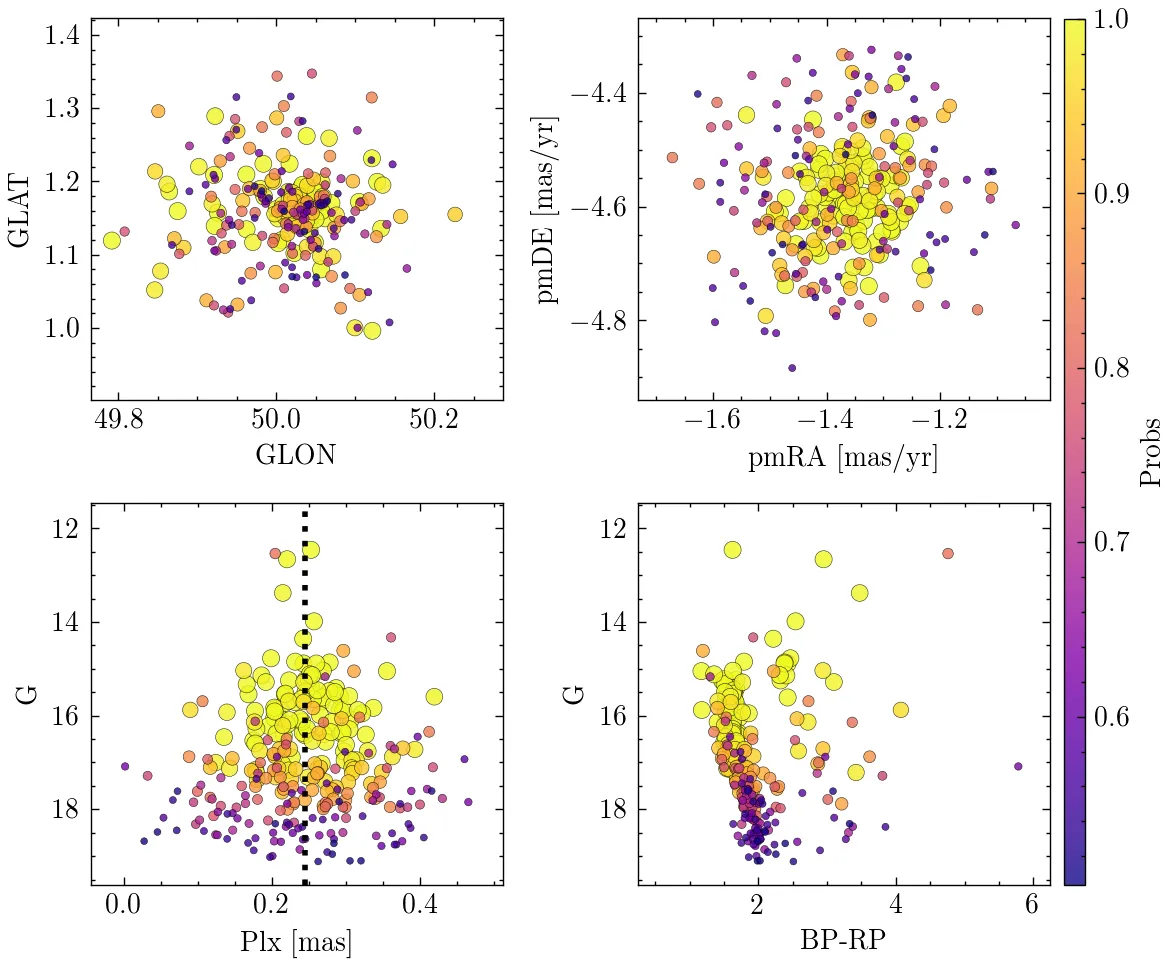 1.4
1.3
1.2
1.1
1.0
GLAT
49.8 50.0 50.2
GLON
−4.4
−4.6
−4.8
pmDE [mas/yr]
−1.6 −1.4 −1.2
pmRA [mas/yr]
12
14
16
18
G
0.0 0.2 0.4
Plx [mas]
12
14
16
18
G
2 4 6
BP-RP
1.0
0.9
0.8
0.7
0.6
Probs